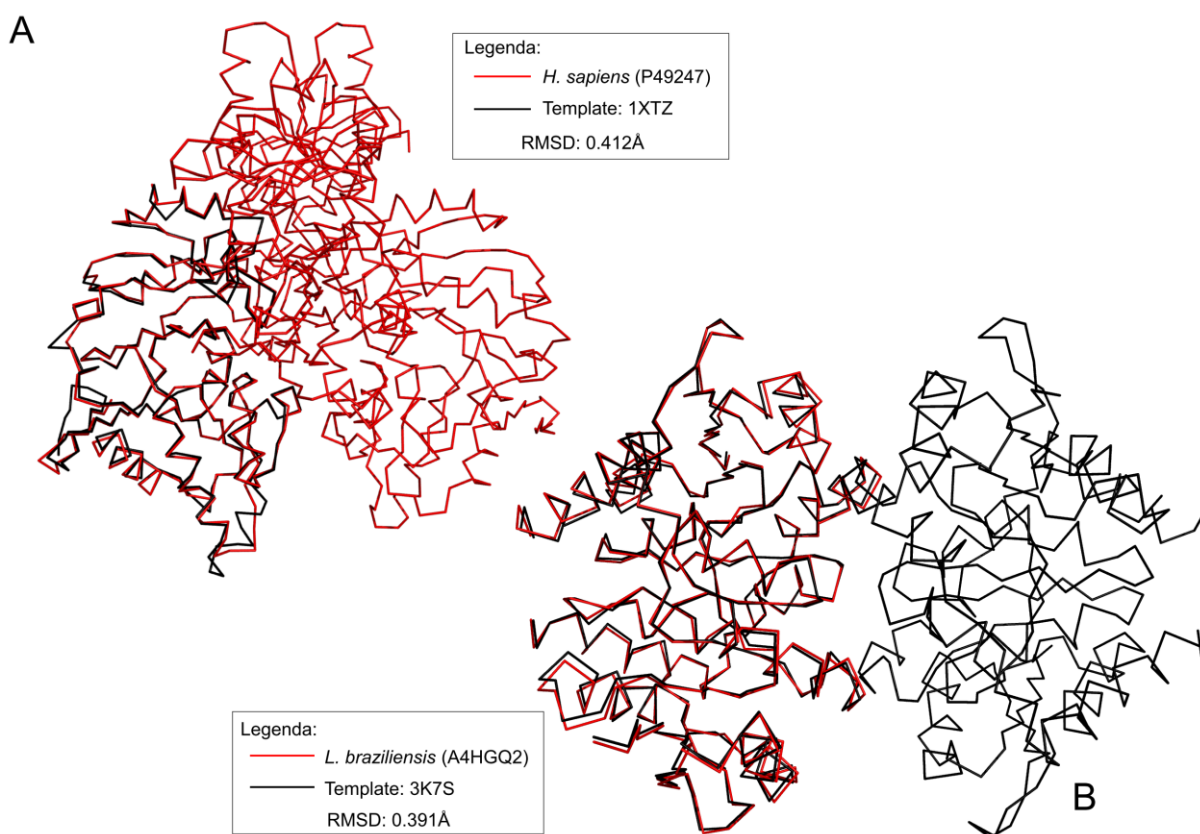 A
Legenda:
H. sapiens (P49247)
Template: 1XTZ
RMSD: 0.412Å
Legenda:
L. braziliensis (A4HGQ2)
Template: 3K7S
RMSD: 0.391Å
B